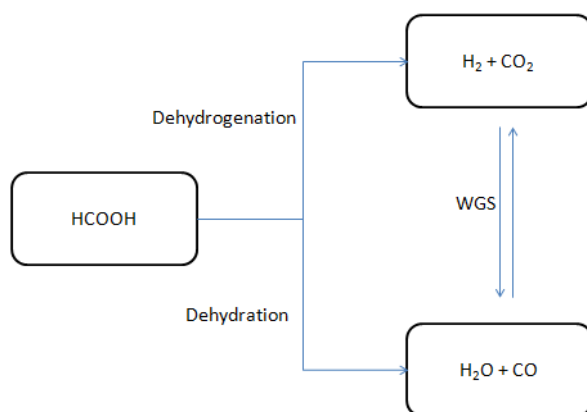 H₂ + CO₂
Dehydrogenation
WGS
HCOOH
Dehydration
H₂O + CO